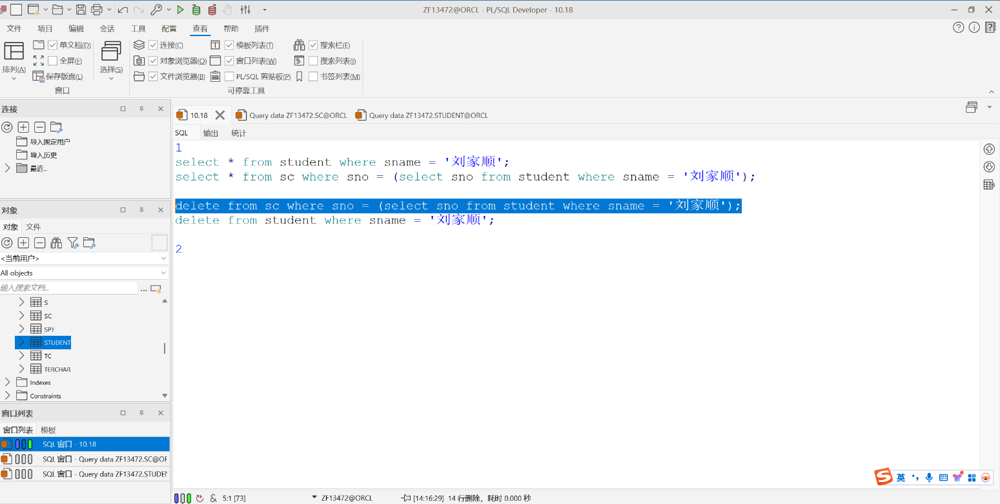 ZF13472@ORCL - PL/SQL Developer - 10.18
文件 项目 编辑 会话 工具 配置 查看 帮助 插件
排列(A)
单文档(D)
全屏(F)
保存版面(L)
窗口
选择(S)
连接(C) 模板列表(T) 搜索栏(E)
对象浏览器(O) 窗口列表(W) 搜索列表(I)
文件浏览器(B) PL/SQL 剪贴板(P) 书签列表(M)
可停靠工具
连接
导入固定用户
导入历史
最近...
对象
对象 文件
<当前用户>
All objects
输入搜索文档..
...
S
SC
SPJ
STUDENT
TC
TERCHAR
Indexes
Constraints
窗口列表
窗口列表 模板
SQL 窗口 - 10.18
SQL 窗口 - Query data ZF13472.SC@OF
SQL 窗口 - Query data ZF13472.STUDEN
10.18 Query data ZF13472.SC@ORCL Query data ZF13472.STUDENT@ORCL
SQL 输出 统计
1
select * from student where sname = '刘家顺';
select * from sc where sno = (select sno from student where sname = '刘家顺');
delete from sc where sno = (select sno from student where sname = '刘家顺');
delete from student where sname = '刘家顺';
2
英
& 5:1 [73] ZF13472@ORCL [14:16:29] 14 行删除，耗时 0.000 秒